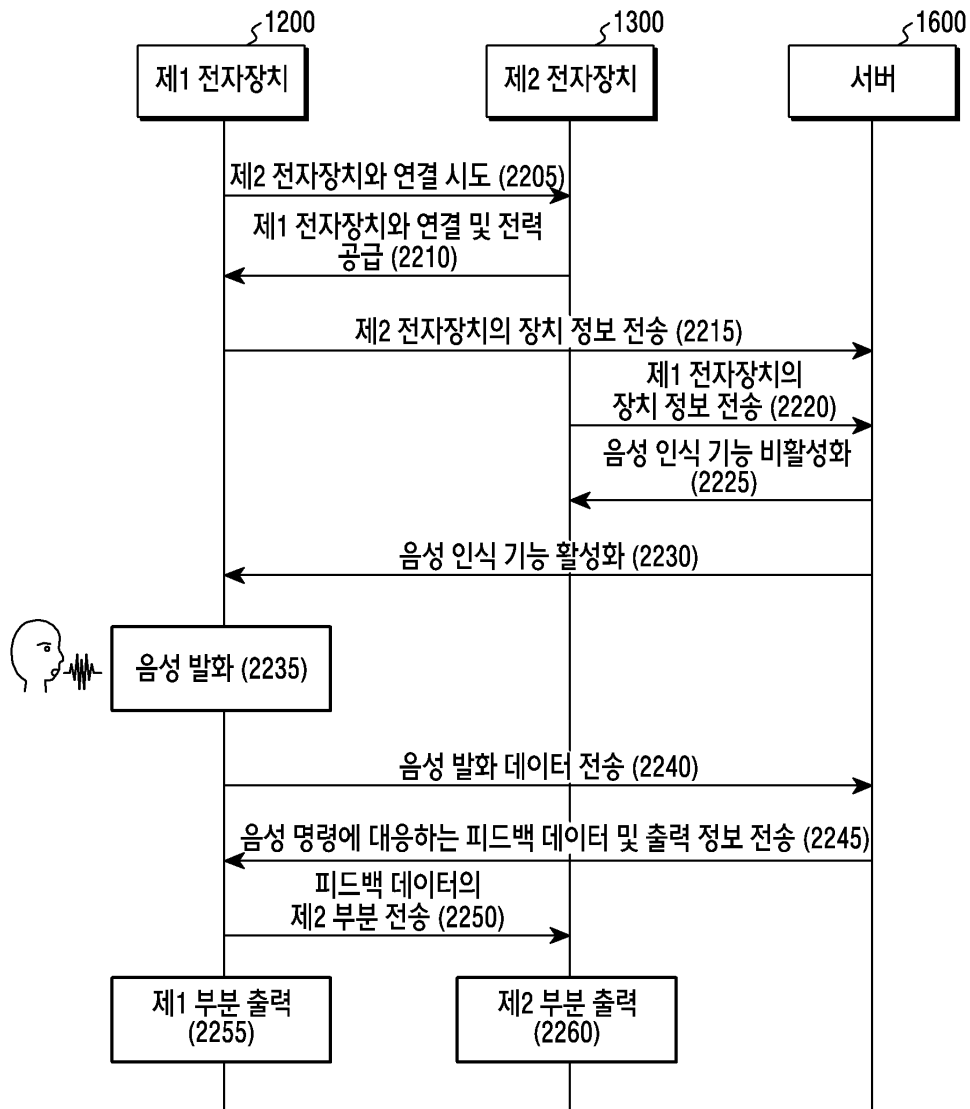 1200
1300
1600
제1 전자장치
제2 전자장치
서버
제2 전자장치와 연결 시도 (2205)
제1 전자장치와 연결 및 전력
공급 (2210)
제2 전자장치의 장치 정보 전송 (2215)
제1 전자장치의
장치 정보 전송 (2220)
음성 인식 기능 비활성화
(2225)
음성 인식 기능 활성화 (2230)
음성 발화 (2235)
음성 발화 데이터 전송 (2240)
음성 명령에 대응하는 피드백 데이터 및 출력 정보 전송 (2245)
피드백 데이터의
제2 부분 전송 (2250)
제1 부분 출력
(2255)
제2 부분 출력
(2260)